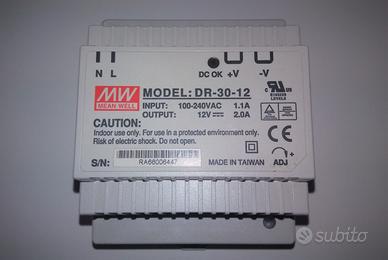 N L
DC OK +V -V
MW
MEAN WELL
MODEL: DR-30-12
INPUT: 100-240VAC 1.1A
OUTPUT: 12V 2.0A
LEVEL 4
CAUTION:
Indoor use only. For use in protected environment only.
Risk of electric shock. Do not open.
S/N: RA66006447
MADE IN TAIWAN
ADJ
subito